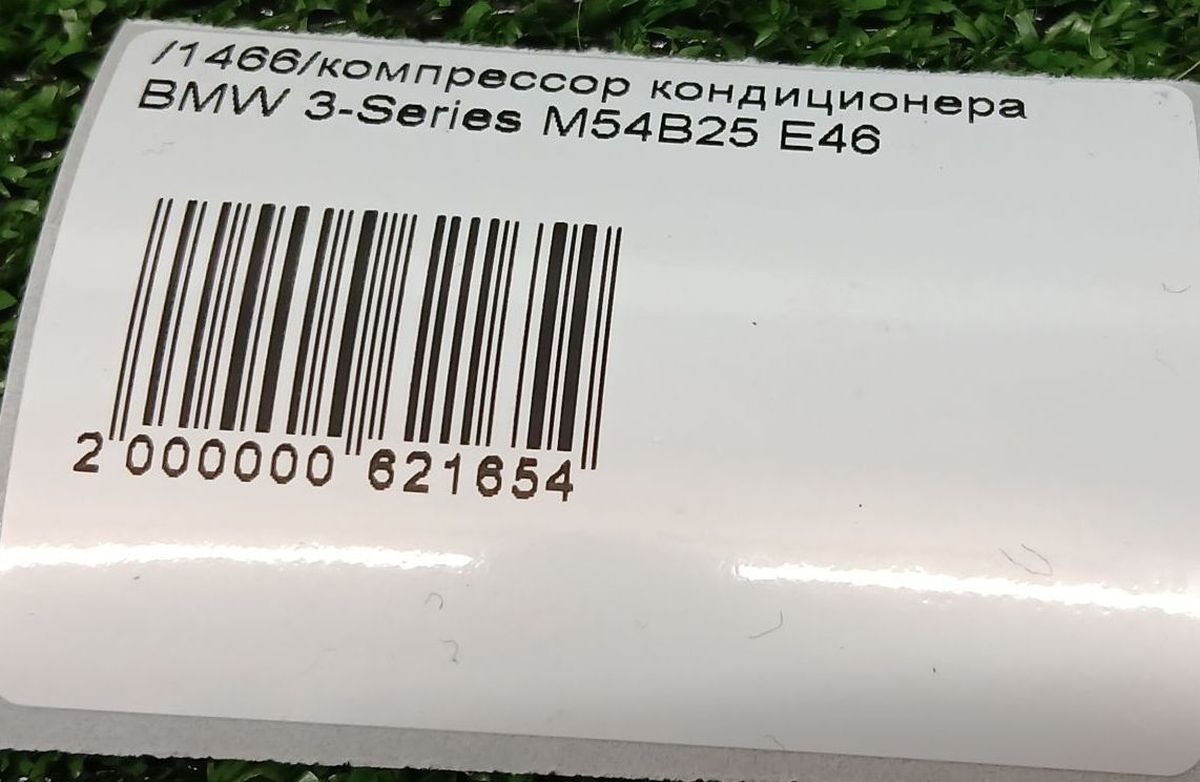 /1466/компрессор кондиционера
BMW 3-Series M54B25 E46
2 000000 621654